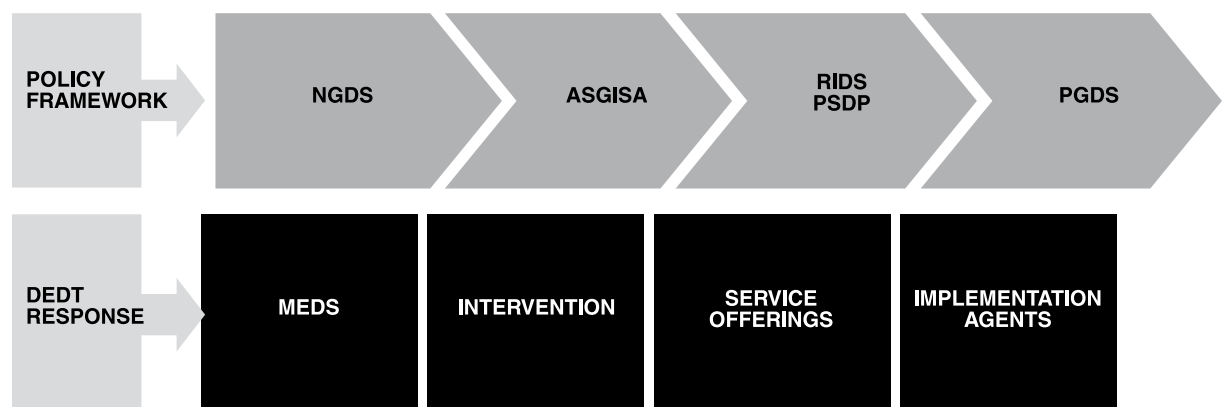 POLICY
FRAMEWORK
NGDS
ASGISA
RIDS
PSDP
PGDS
DEDT
RESPONSE
MEDS
INTERVENTION
SERVICE
OFFERINGS
IMPLEMENTATION
AGENTS